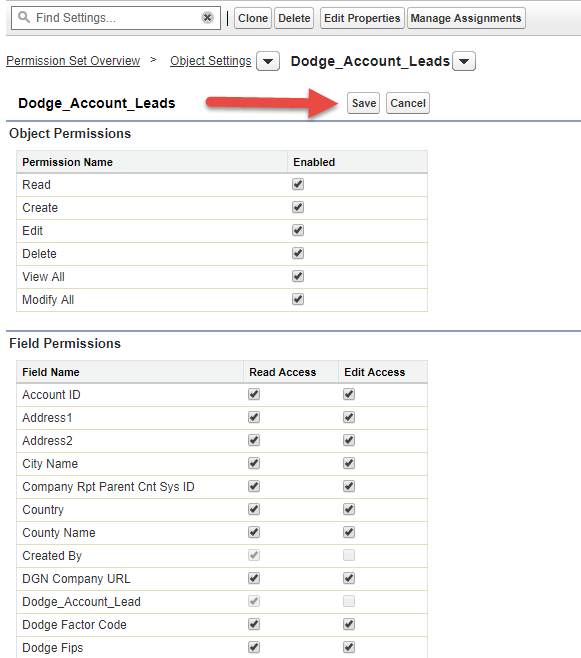 Find Settings... Clone Delete Edit Properties Manage Assignments
Permission Set Overview > Object Settings Dodge_Account_Leads
Dodge_Account_Leads Save Cancel
Object Permissions
Permission Name Enabled
Read
Create
Edit
Delete
View All
Modify All
Field Permissions
Field Name Read Access Edit Access
Account ID
Address1
Address2
City Name
Company Rpt Parent Cnt Sys ID
Country
County Name
Created By
DGN Company URL
Dodge_Account_Lead
Dodge Factor Code
Dodge Fips